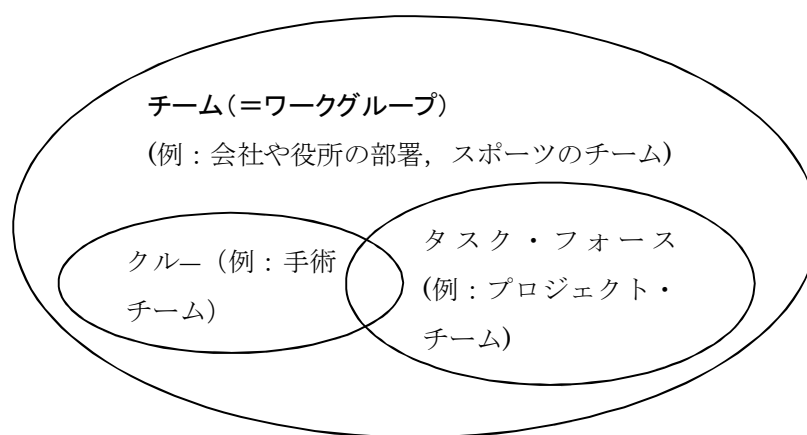 チーム(＝ワークグループ)
(例：会社や役所の部署，スポーツのチーム)
クル―（例：手術
チーム）
タスク・フォース
(例：プロジェクト・
チーム)